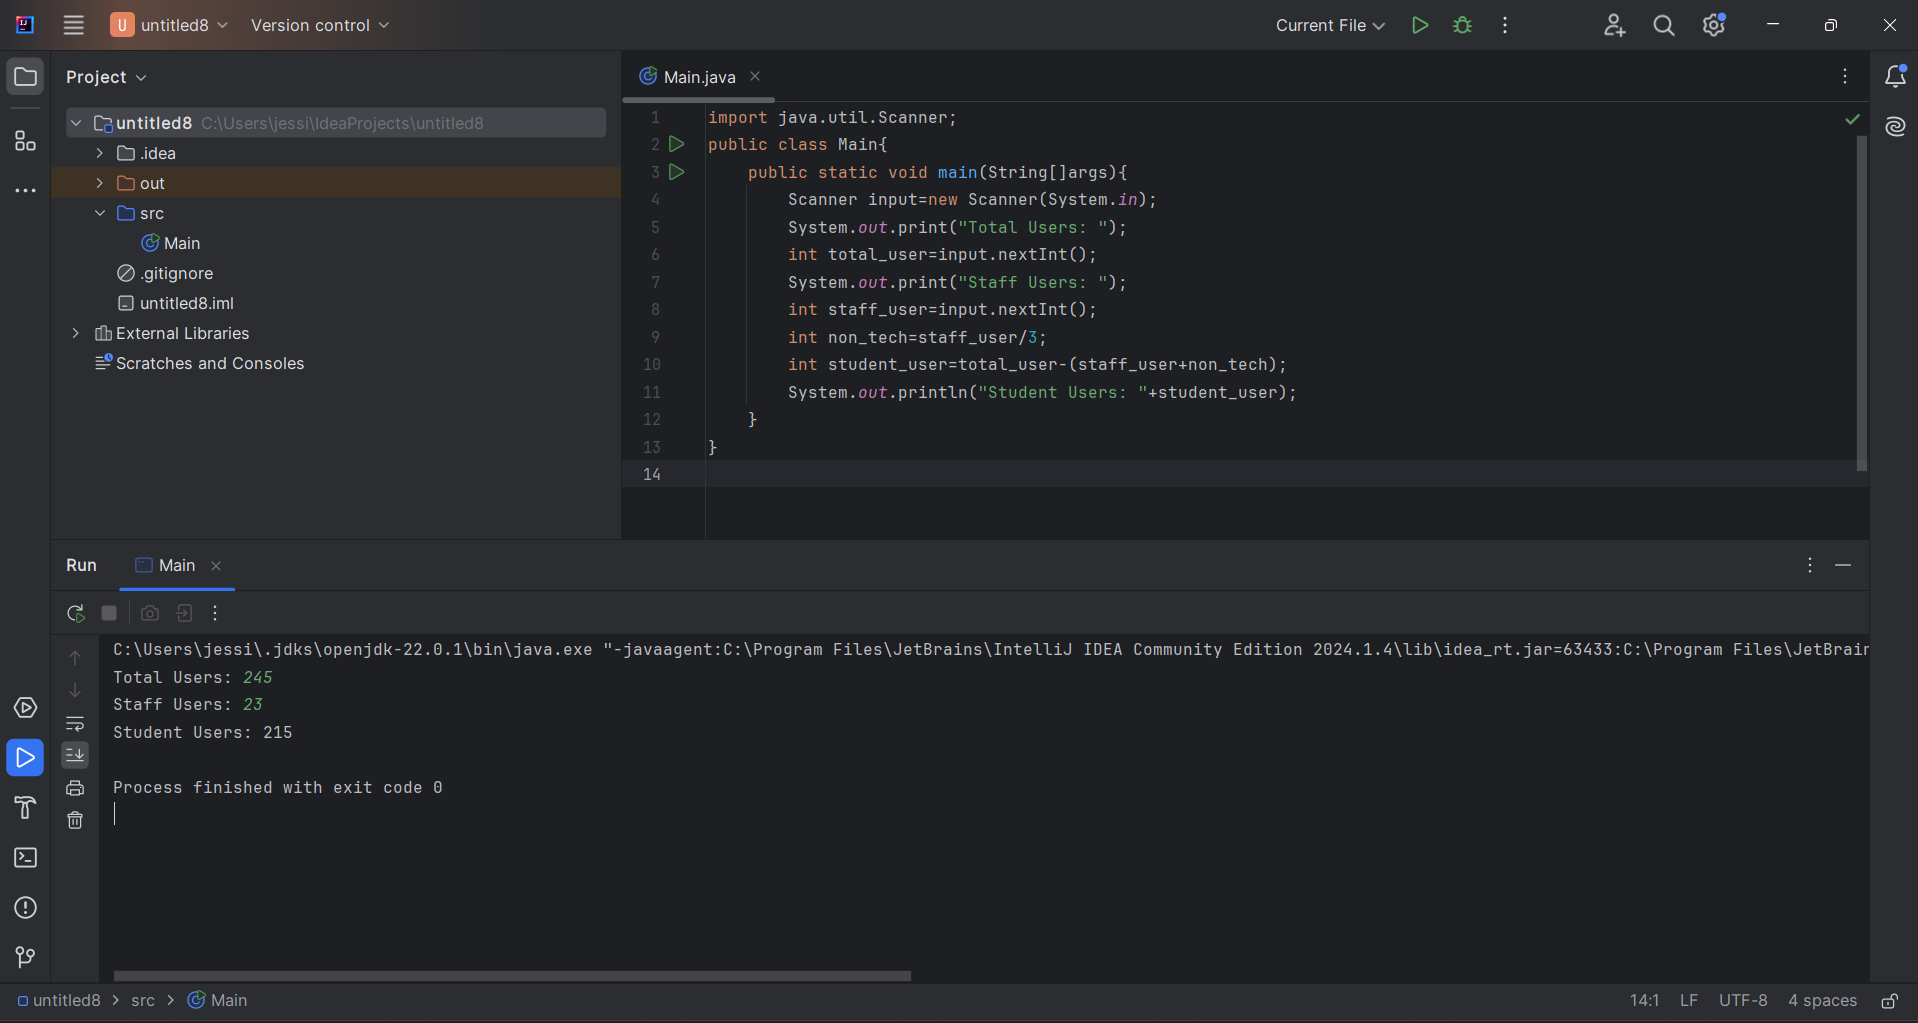 U untitled8 Version control Current File
Project
Main.java
untitled8 C:\Users\jessi\IdeaProjects\untitled8
.idea
out
src
Main
.gitignore
untitled8.iml
External Libraries
Scratches and Consoles
1 import java.util.Scanner;
2 public class Main{
3     public static void main(String[]args){
4         Scanner input=new Scanner(System.in);
5         System.out.print("Total Users: ");
6         int total_user=input.nextInt();
7         System.out.print("Staff Users: ");
8         int staff_user=input.nextInt();
9         int non_tech=staff_user/3;
10         int student_user=total_user-(staff_user+non_tech);
11         System.out.println("Student Users: "+student_user);
12     }
13 }
14
Run Main
C:\Users\jessi\.jdks\openjdk-22.0.1\bin\java.exe "-javaagent:C:\Program Files\JetBrains\IntelliJ IDEA Community Edition 2024.1.4\lib\idea_rt.jar=63433:C:\Program Files\JetBrain
Total Users: 245
Staff Users: 23
Student Users: 215
Process finished with exit code 0
untitled8 > src > Main 14:1 LF UTF-8 4 spaces